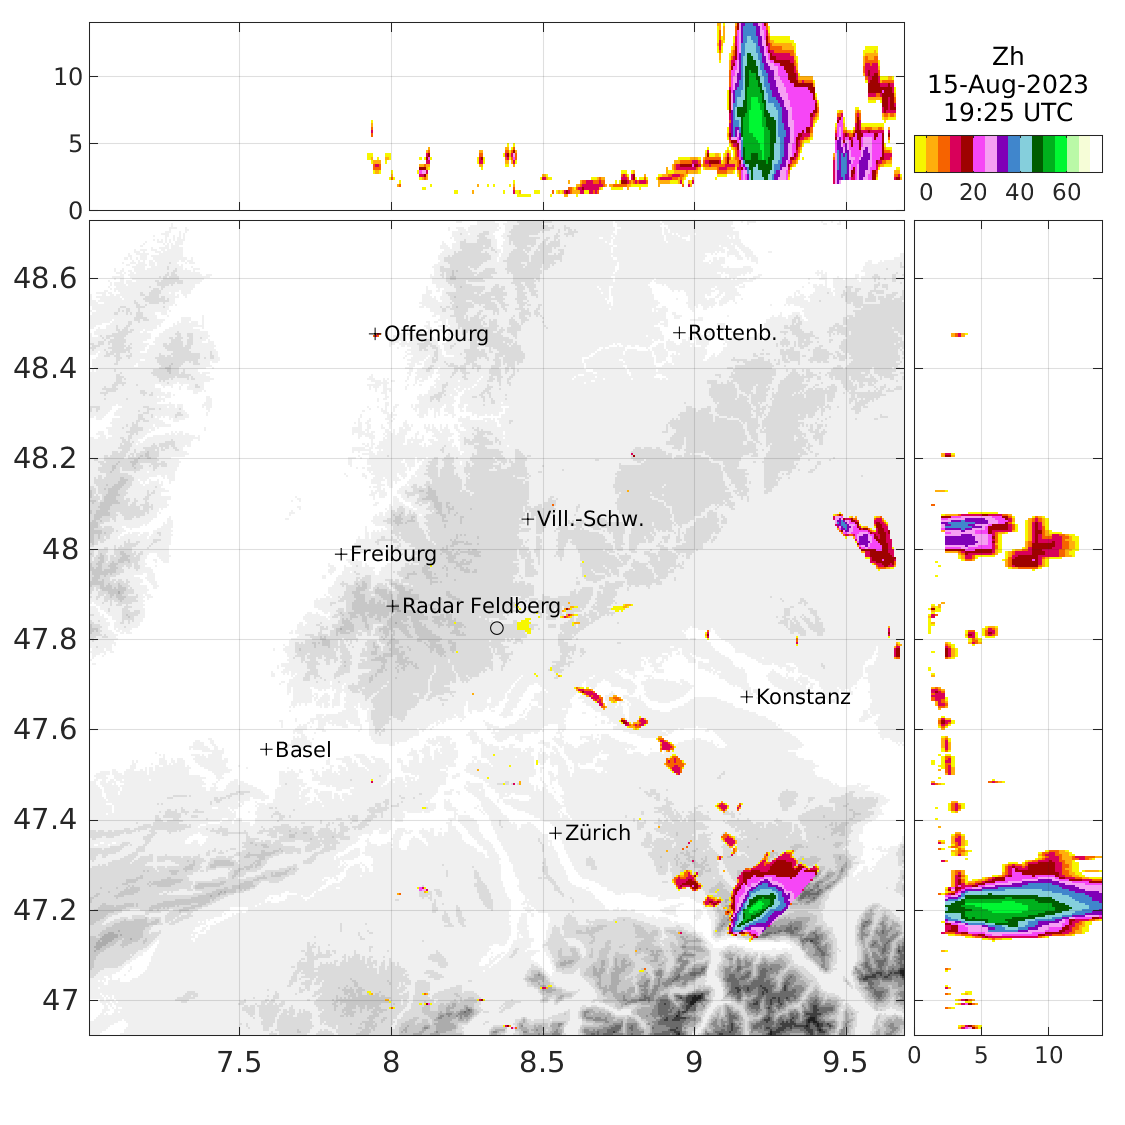 10
5
0
Zh
15-Aug-2023
19:25 UTC
0 20 40 60
48.6
48.4
48.2
48
47.8
47.6
47.4
47.2
47
Offenburg
Rottenb.
Vill.-Schw.
Freiburg
Radar Feldberg
Konstanz
Basel
Zürich
7.5 8 8.5 9 9.5
0 5 10